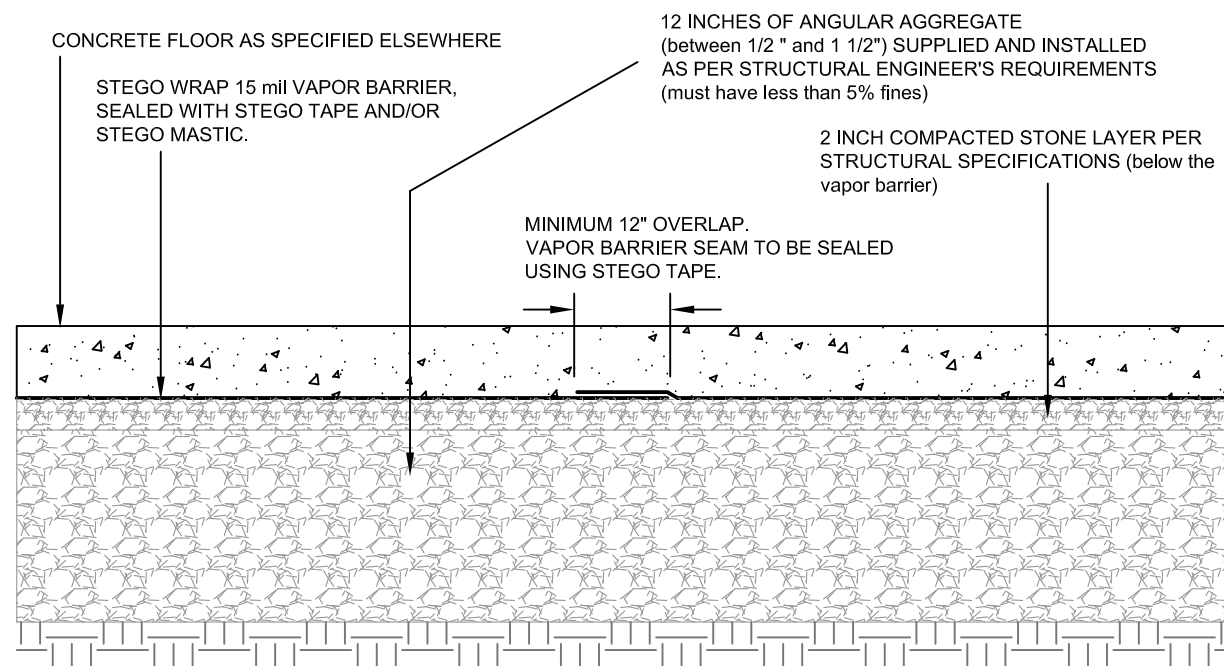 CONCRETE FLOOR AS SPECIFIED ELSEWHERE
STEGO WRAP 15 mil VAPOR BARRIER,
SEALED WITH STEGO TAPE AND/OR
STEGO MASTIC.
12 INCHES OF ANGULAR AGGREGATE
(between 1/2 " and 1 1/2") SUPPLIED AND INSTALLED
AS PER STRUCTURAL ENGINEER'S REQUIREMENTS
(must have less than 5% fines)
2 INCH COMPACTED STONE LAYER PER
STRUCTURAL SPECIFICATIONS (below the
vapor barrier)
MINIMUM 12" OVERLAP.
VAPOR BARRIER SEAM TO BE SEALED
USING STEGO TAPE.